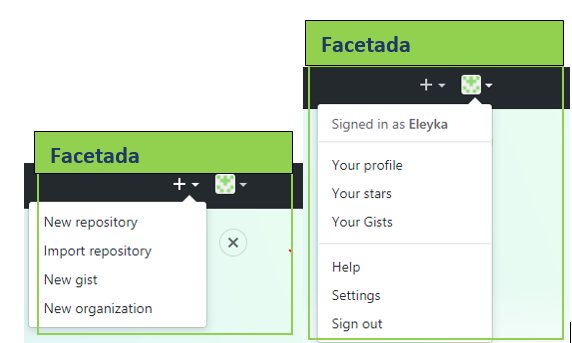 Facetada
New repository
Import repository
New gist
New organization
Facetada
Signed in as Eleyka
Your profile
Your stars
Your Gists
Help
Settings
Sign out